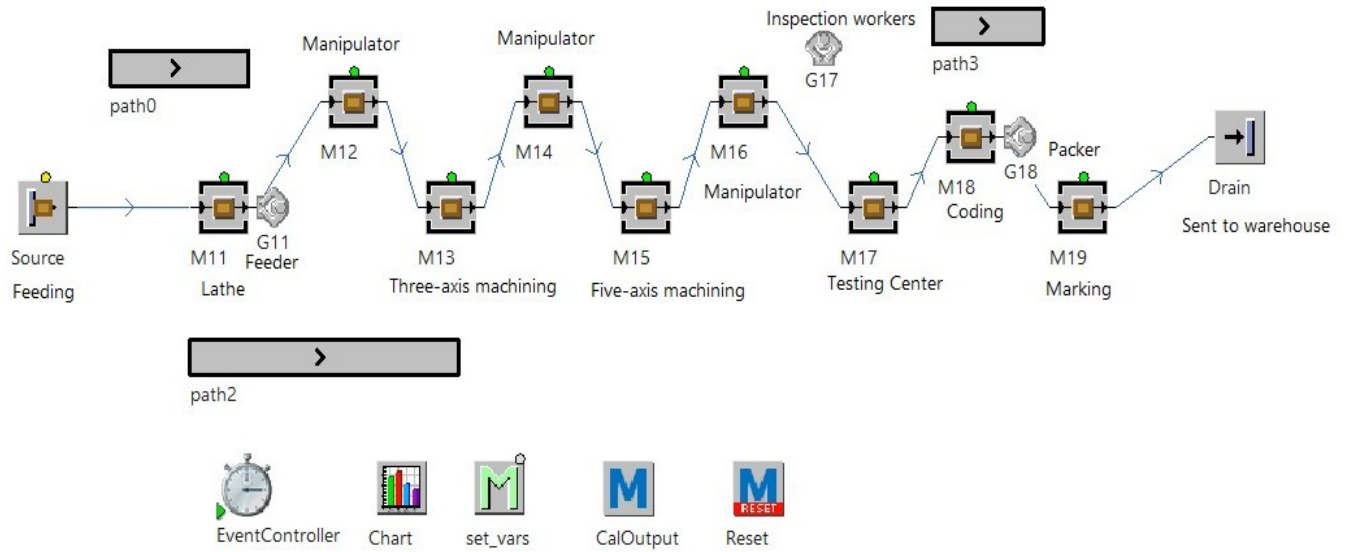 Inspection workers
Manipulator
Manipulator
G17
path3
path0
M12
M14
M16
Packer
M18
G18
Coding
Manipulator
Source
Feeding
M11
G11
Feeder
Lathe
M13
Three-axis machining
M15
Five-axis machining
M17
Testing Center
M19
Marking
Drain
Sent to warehouse
path2
M
M
RESET
EventController
Chart
set_vars
CalOutput
Reset